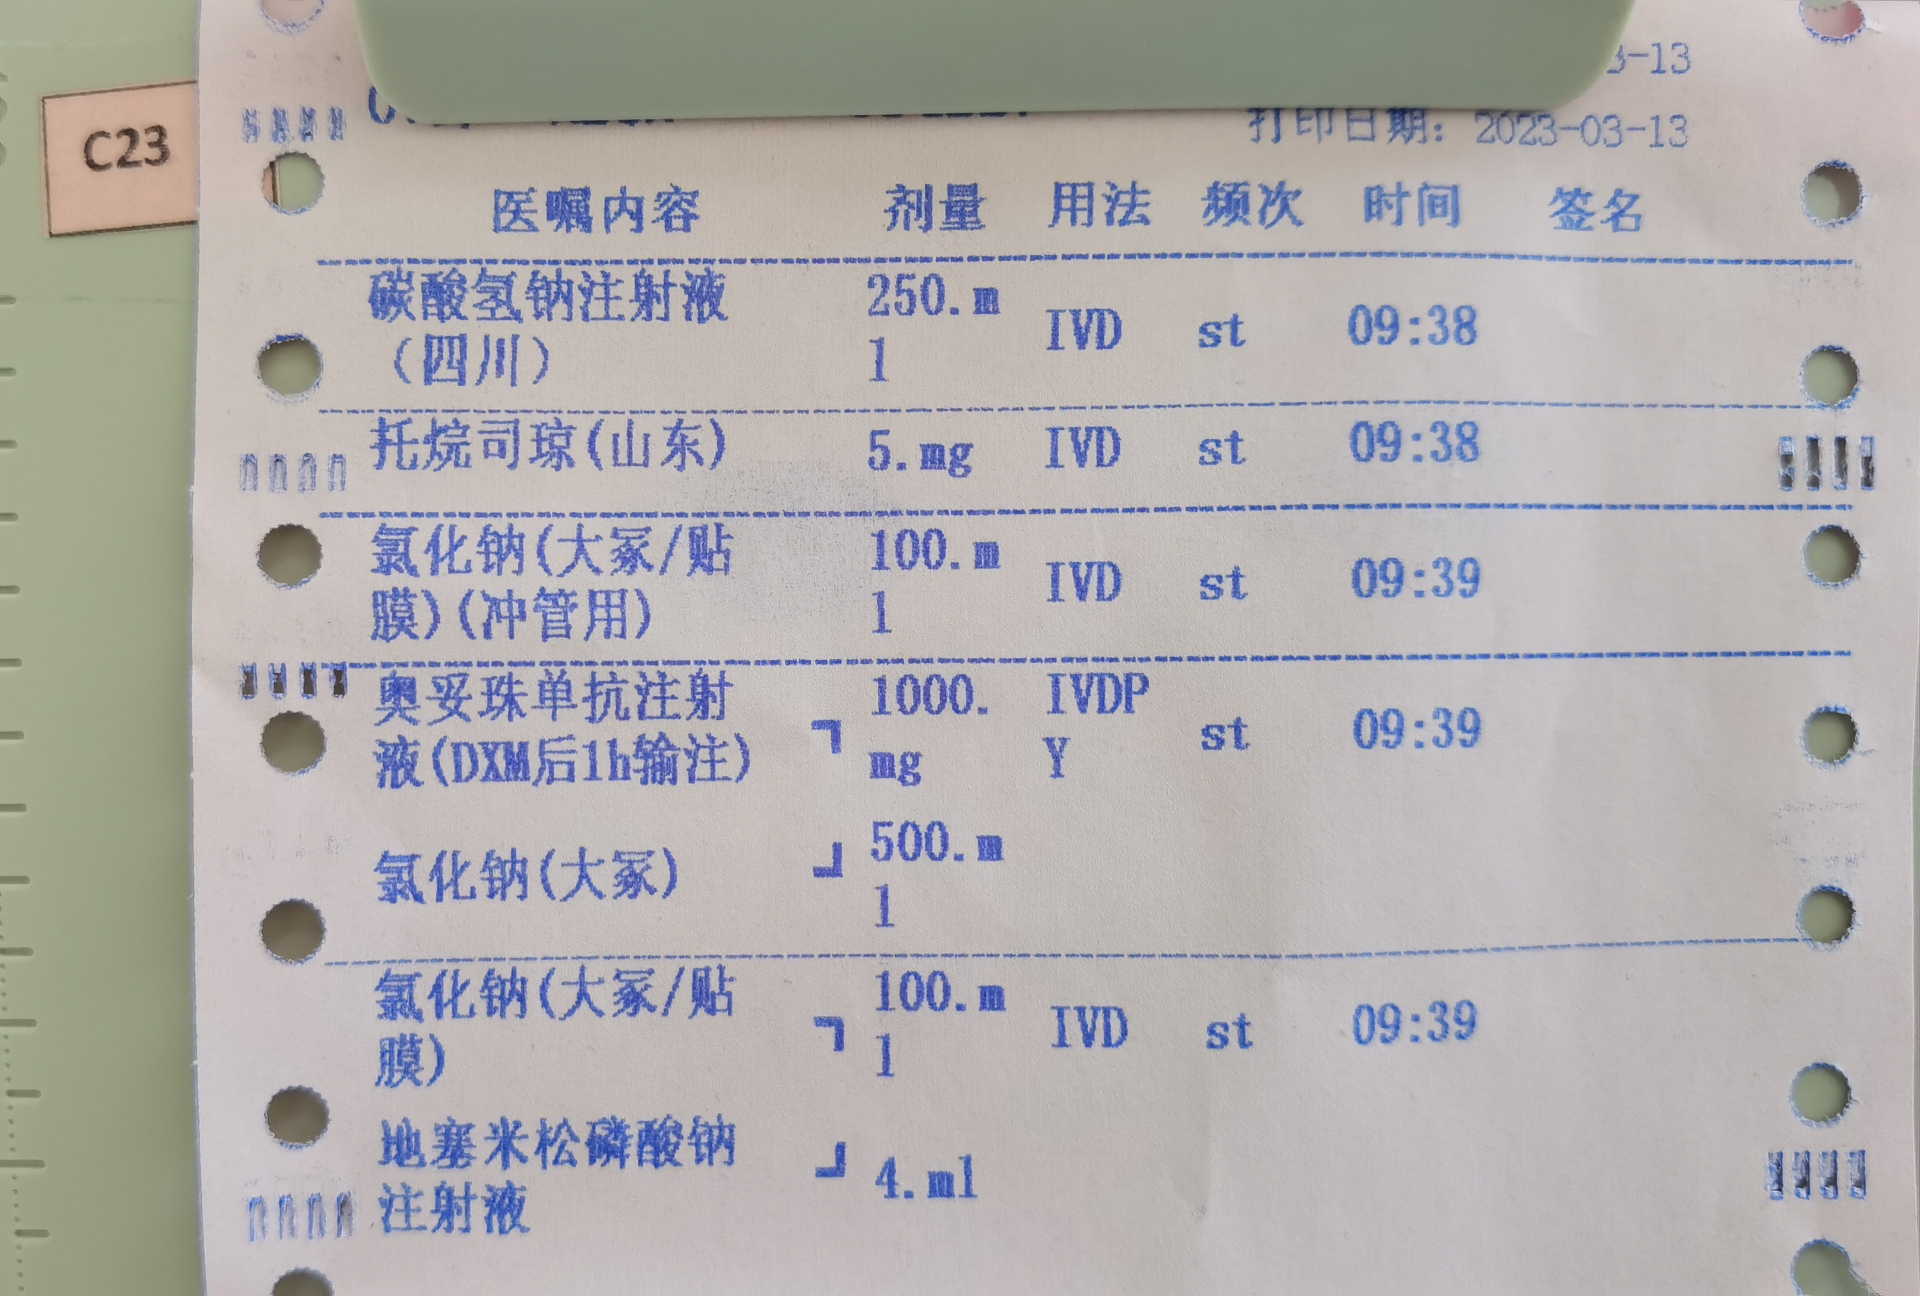 3-13
C23
打印日期: 2023-03-13
医嘱内容 剂量 用法 频次 时间 签名
碳酸氢钠注射液 250.m
(四川) l IVD st 09:38
托烷司琼(山东) 5.mg IVD st 09:38
氯化钠(大冢/贴 100.m
膜)(冲管用) l IVD st 09:39
奥妥珠单抗注射 1000. IVDP
液(DXM后1h输注) mg Y st 09:39
氯化钠(大冢) 500.m
l
氯化钠(大冢/贴 100.m
膜) l IVD st 09:39
地塞米松磷酸钠
注射液 4.ml